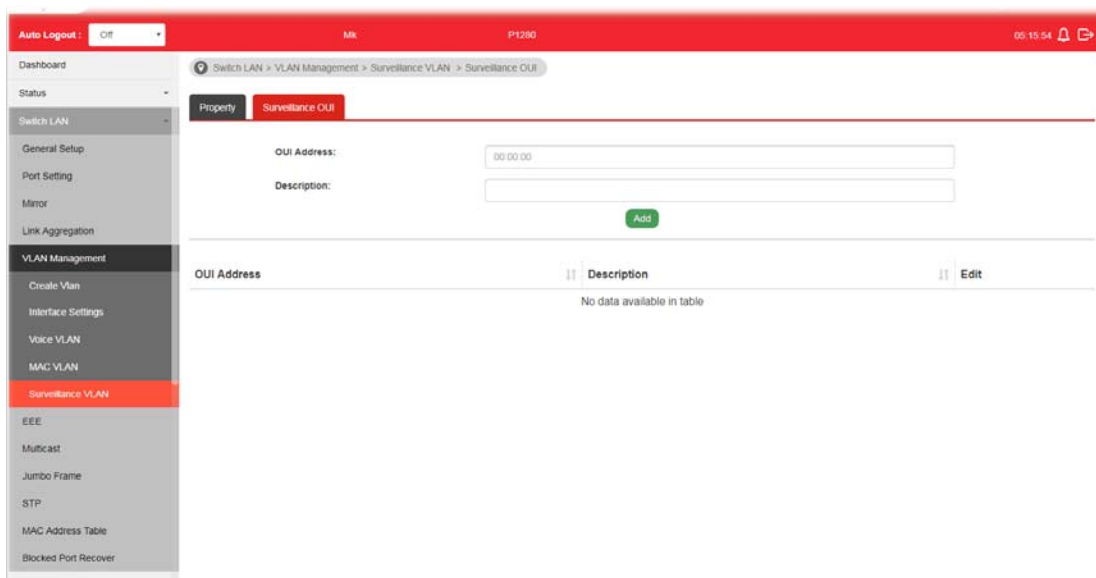 Auto Logout : Off Mk P1280 05:15:54
Dashboard
Status
Switch LAN
General Setup
Port Setting
Mirror
Link Aggregation
VLAN Management
Create Vlan
Interface Settings
Voice VLAN
MAC VLAN
Surveillance VLAN
EEE
Multicast
Jumbo Frame
STP
MAC Address Table
Blocked Port Recover
Switch LAN > VLAN Management > Surveillance VLAN > Surveillance OUI
Property Surveillance OUI
OUI Address: 00:00:00
Description:
Add
OUI Address Description Edit
No data available in table